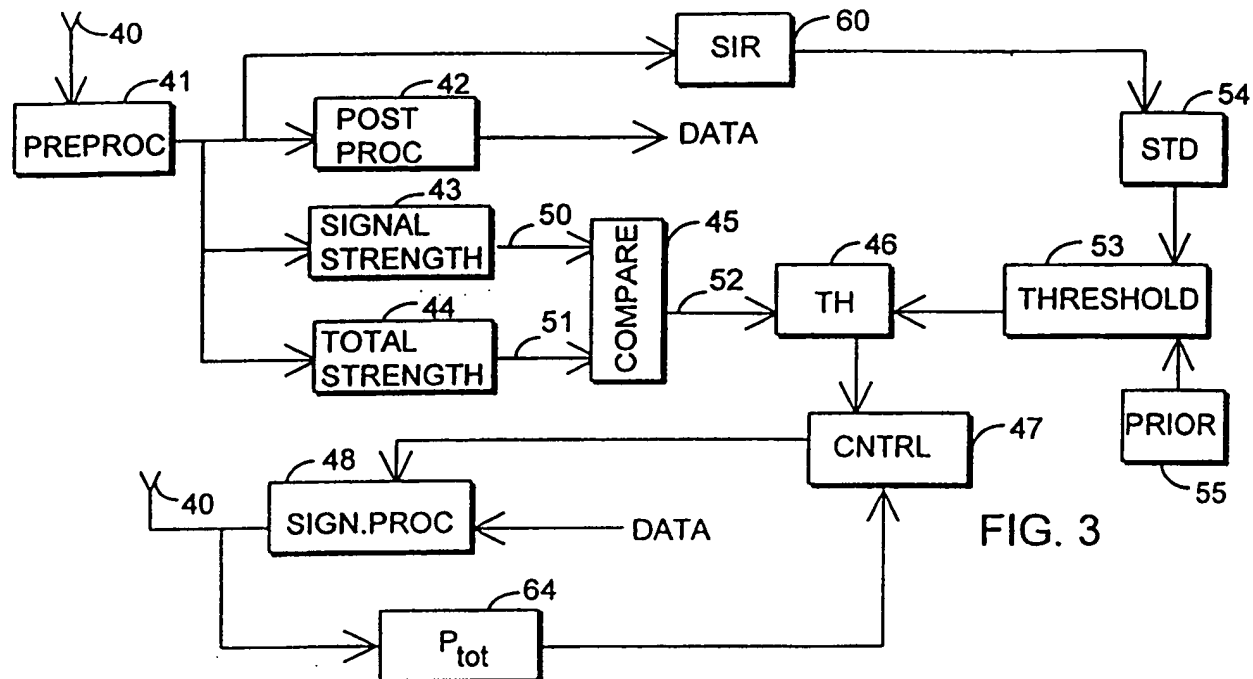 40
60
SIR
41
PREPROC
42
POST
PROC
DATA
54
STD
43
SIGNAL
STRENGTH
50
45
COMPARE
52
46
TH
53
THRESHOLD
44
TOTAL
STRENGTH
51
PRIOR
55
CNTRL
47
48
40
SIGN.PROC
DATA
FIG. 3
64
Ptot